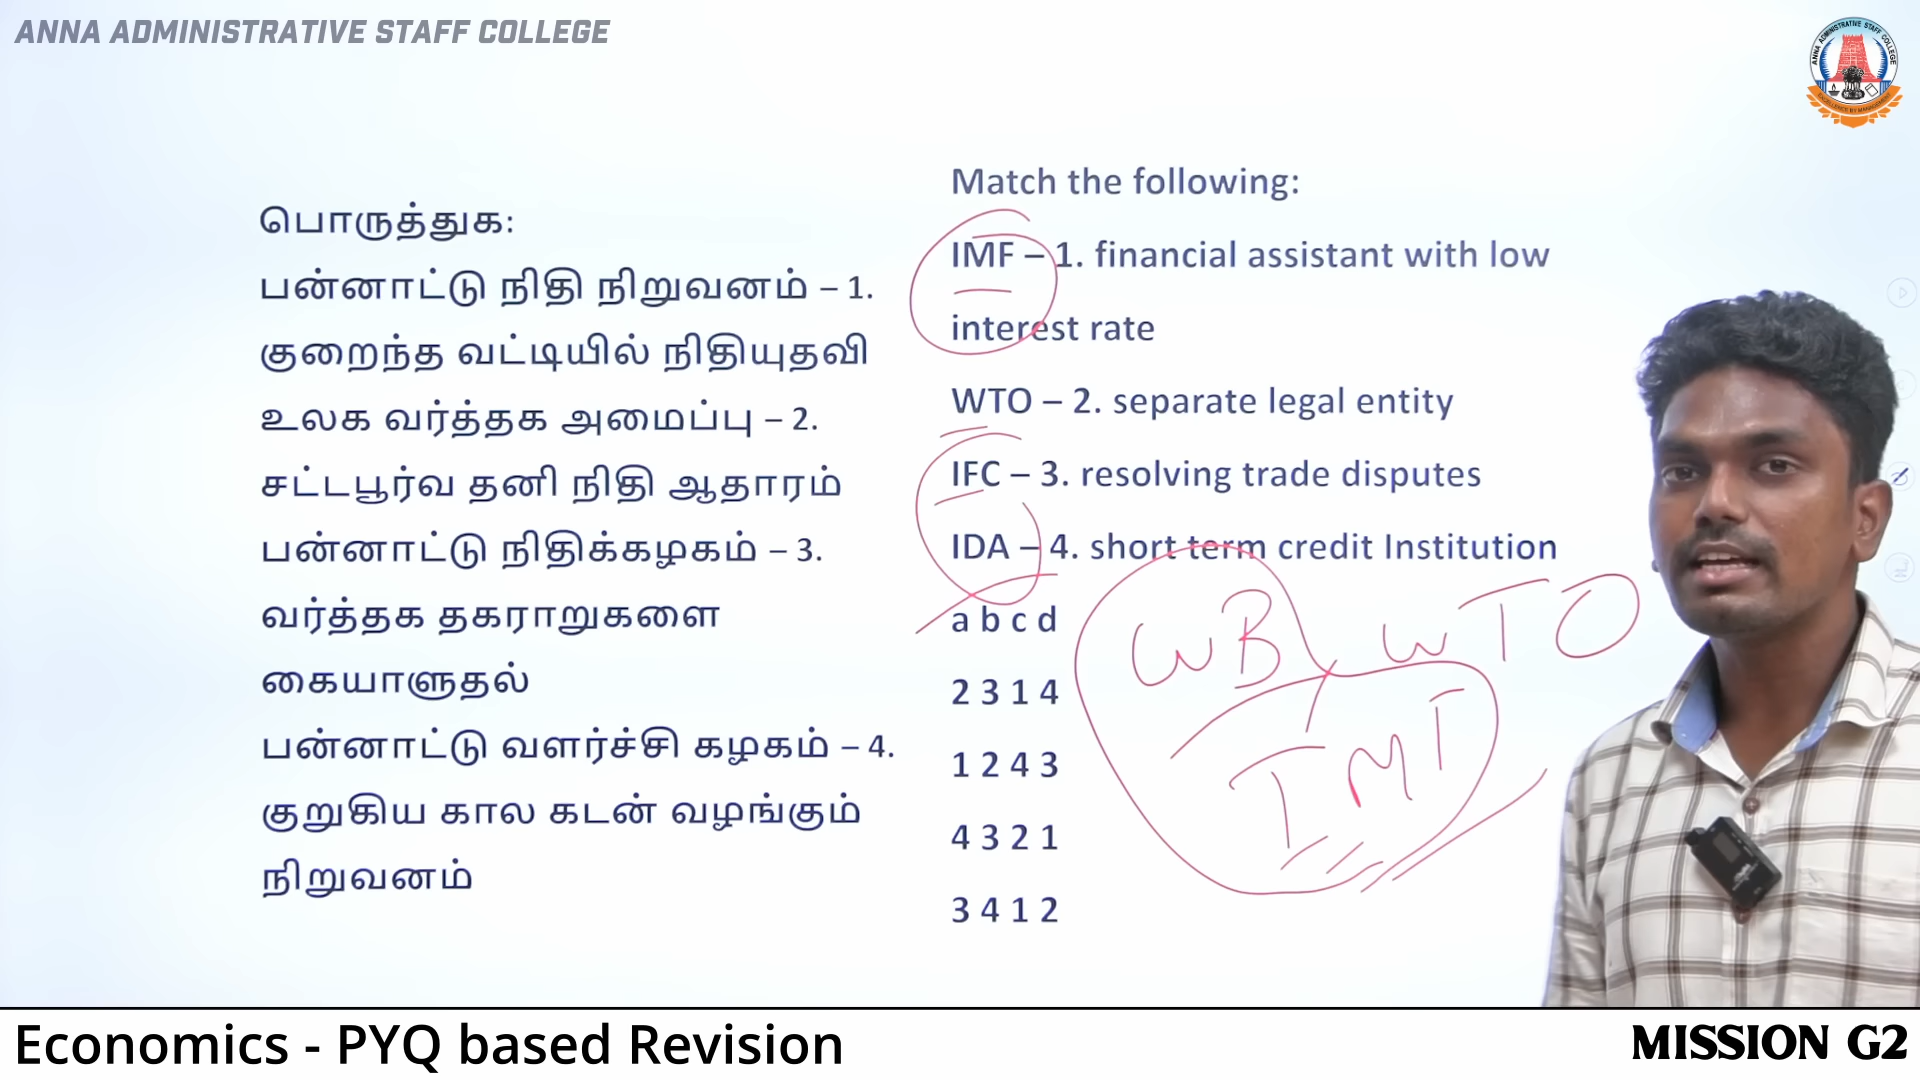 ANNA ADMINISTRATIVE STAFF COLLEGE
ANNA ADMINISTRATIVE STAFF COLLEGE
பொருத்துக:
பன்னாட்டு நிதி நிறுவனம் – 1.
குறைந்த வட்டியில் நிதியுதவி
உலக வர்த்தக அமைப்பு – 2.
சட்டபூர்வ தனி நிதி ஆதாரம்
பன்னாட்டு நிதிக்கழகம் – 3.
வர்த்தக தகராறுகளை
கையாளுதல்
பன்னாட்டு வளர்ச்சி கழகம் – 4.
குறுகிய கால கடன் வழங்கும்
நிறுவனம்
Match the following:
IMF – 1. financial assistant with low
interest rate
WTO – 2. separate legal entity
IFC – 3. resolving trade disputes
IDA – 4. short term credit Institution
a b c d
2 3 1 4
1 2 4 3
4 3 2 1
3 4 1 2
WB WTO
IMF
Economics - PYQ based Revision
MISSION G2